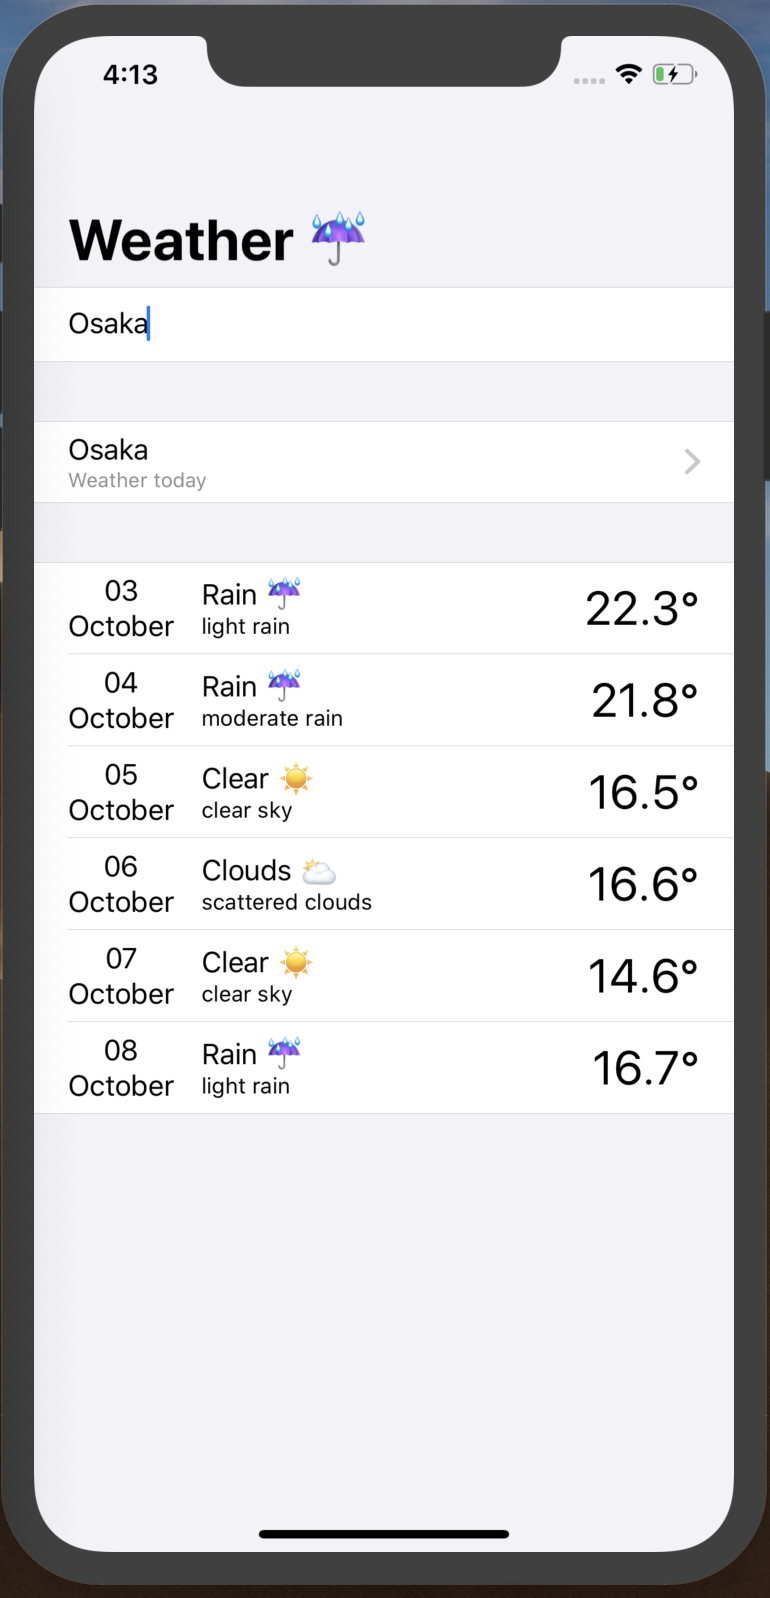 4:13
Weather ☔
Osaka
Osaka
Weather today
03
October
Rain ☔
light rain
22.3°
04
October
Rain ☔
moderate rain
21.8°
05
October
Clear ☀️
clear sky
16.5°
06
October
Clouds 🌥
scattered clouds
16.6°
07
October
Clear ☀️
clear sky
14.6°
08
October
Rain ☔
light rain
16.7°